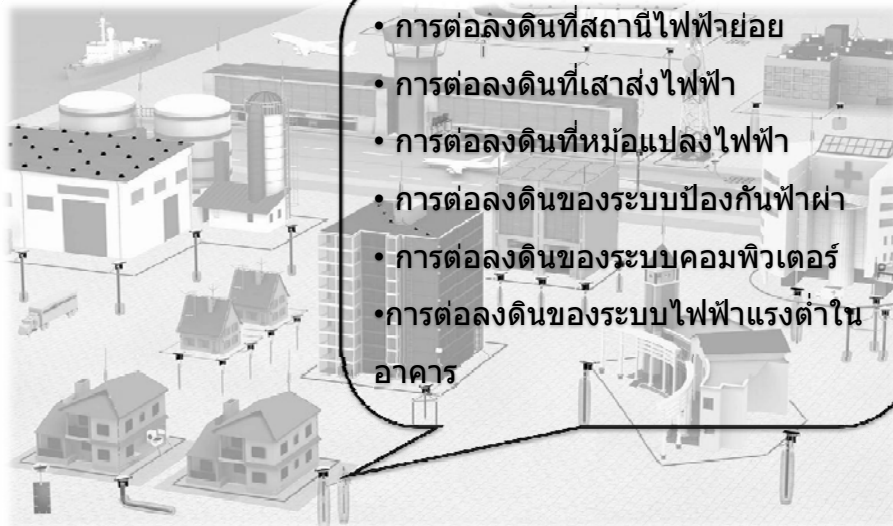 • การต่อลงดินที่สถานีไฟฟ้าย่อย
• การต่อลงดินที่เสาส่งไฟฟ้า
• การต่อลงดินที่หม้อแปลงไฟฟ้า
• การต่อลงดินของระบบป้องกันฟ้าผ่า
• การต่อลงดินของระบบคอมพิวเตอร์
•การต่อลงดินของระบบไฟฟ้าแรงต่ำใน
อาคาร